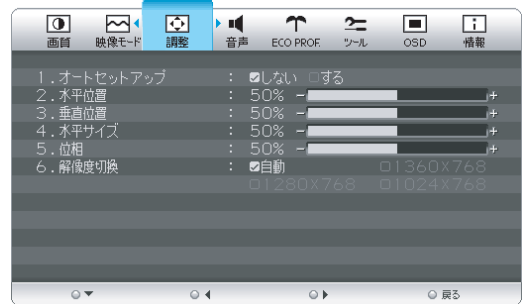 画質 映像モード 調整 音声 ECO PROF. ツール OSD 情報
1.オートセットアップ : しない する
2.水平位置 : 50% - +
3.垂直位置 : 50% - +
4.水平サイズ : 50% - +
5.位相 : 50% - +
6.解像度切換 : 自動 1360X768
1280X768 1024X768
戻る